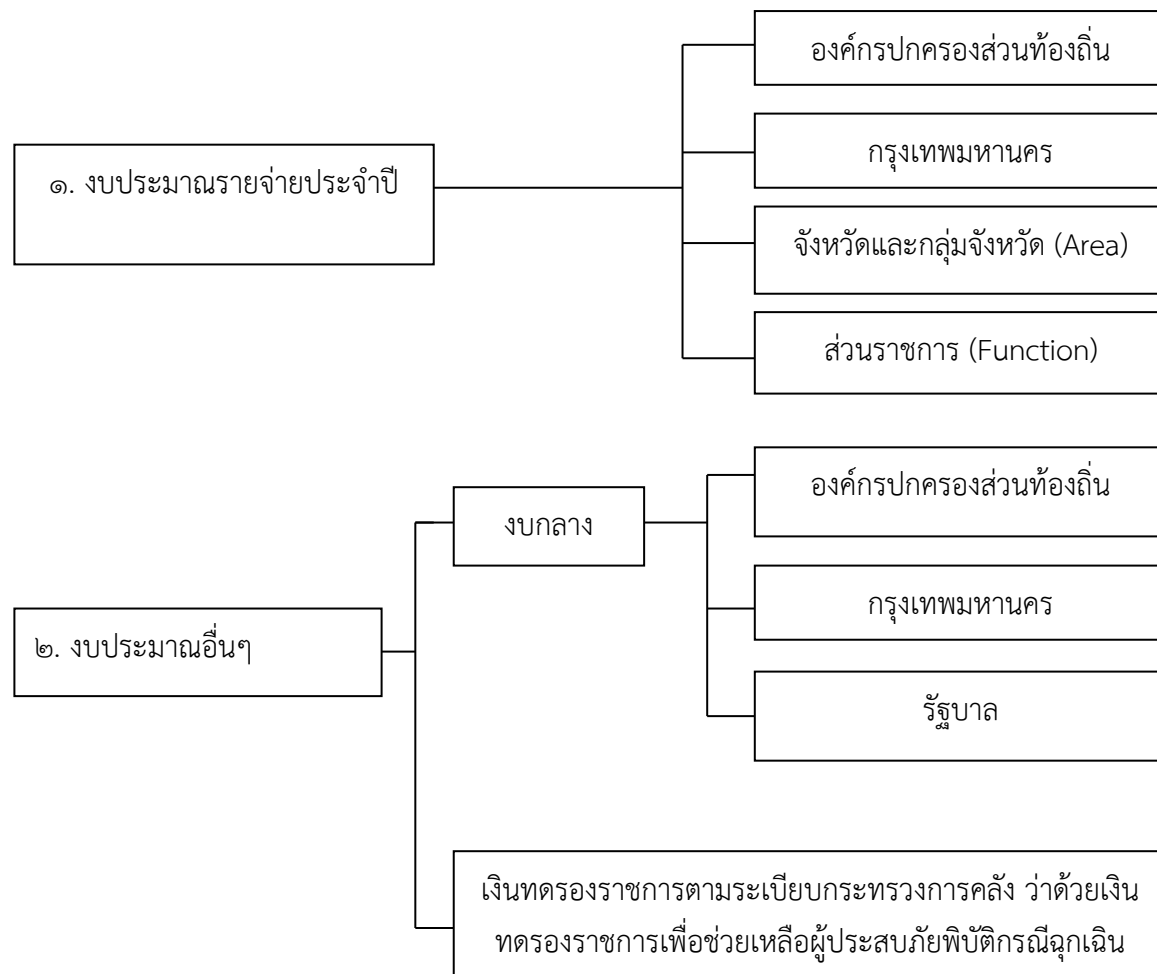 ๑. งบประมาณรายจ่ายประจำปี
องค์กรปกครองส่วนท้องถิ่น
กรุงเทพมหานคร
จังหวัดและกลุ่มจังหวัด (Area)
ส่วนราชการ (Function)
๒. งบประมาณอื่นๆ
งบกลาง
องค์กรปกครองส่วนท้องถิ่น
กรุงเทพมหานคร
รัฐบาล
เงินทดรองราชการตามระเบียบกระทรวงการคลัง ว่าด้วยเงิน
ทดรองราชการเพื่อช่วยเหลือผู้ประสบภัยพิบัติกรณีฉุกเฉิน